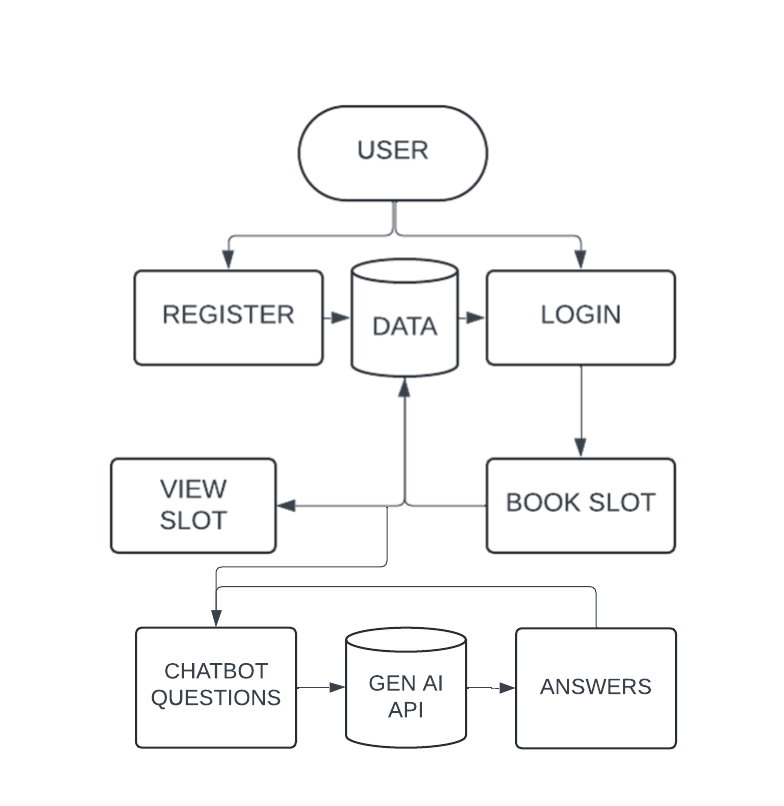 USER
REGISTER
DATA
LOGIN
VIEW
SLOT
BOOK SLOT
CHATBOT
QUESTIONS
GEN AI
API
ANSWERS